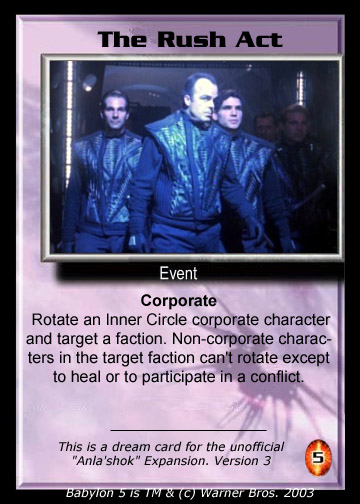 The Rush Act
Event
Corporate
Rotate an Inner Circle corporate character
and target a faction. Non-corporate charac-
ters in the target faction can't rotate except
to heal or to participate in a conflict.
This is a dream card for the unofficial
"Anla'shok" Expansion. Version 3
5
Babylon 5 is TM & (c) Warner Bros. 2003